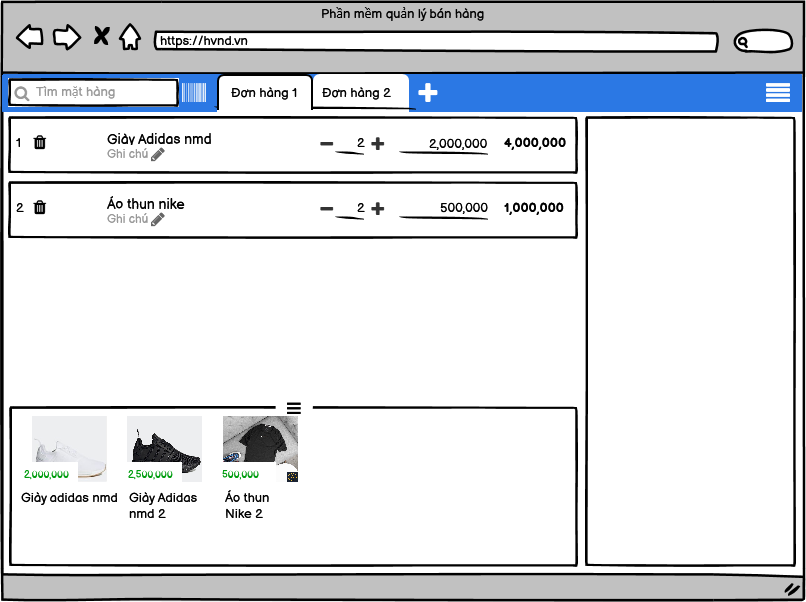 Phần mềm quản lý bán hàng
https://hvnd.vn
Tìm mặt hàng
Đơn hàng 1
Đơn hàng 2
1 Giày Adidas nmd 2 2,000,000 4,000,000
Ghi chú
2 Áo thun nike 2 500,000 1,000,000
Ghi chú
2,000,000 2,500,000 500,000
Giày adidas nmd
Giày Adidas
nmd 2
Áo thun
Nike 2